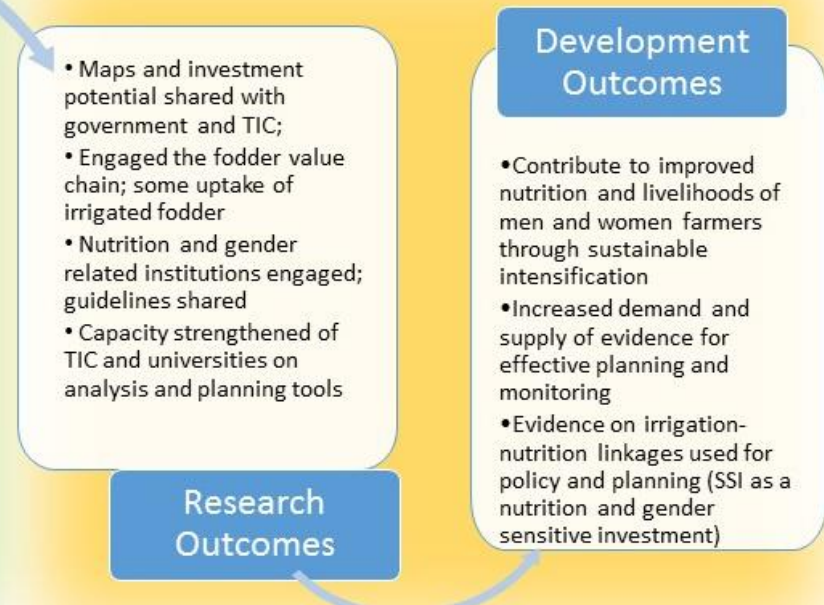 • Maps and investment
potential shared with
government and TIC;
• Engaged the fodder value
chain; some uptake of
irrigated fodder
• Nutrition and gender
related institutions engaged;
guidelines shared
• Capacity strengthened of
TIC and universities on
analysis and planning tools
Research
Outcomes
Development
Outcomes
•Contribute to improved
nutrition and livelihoods of
men and women farmers
through sustainable
intensification
•Increased demand and
supply of evidence for
effective planning and
monitoring
•Evidence on irrigation-
nutrition linkages used for
policy and planning (SSI as a
nutrition and gender
sensitive investment)